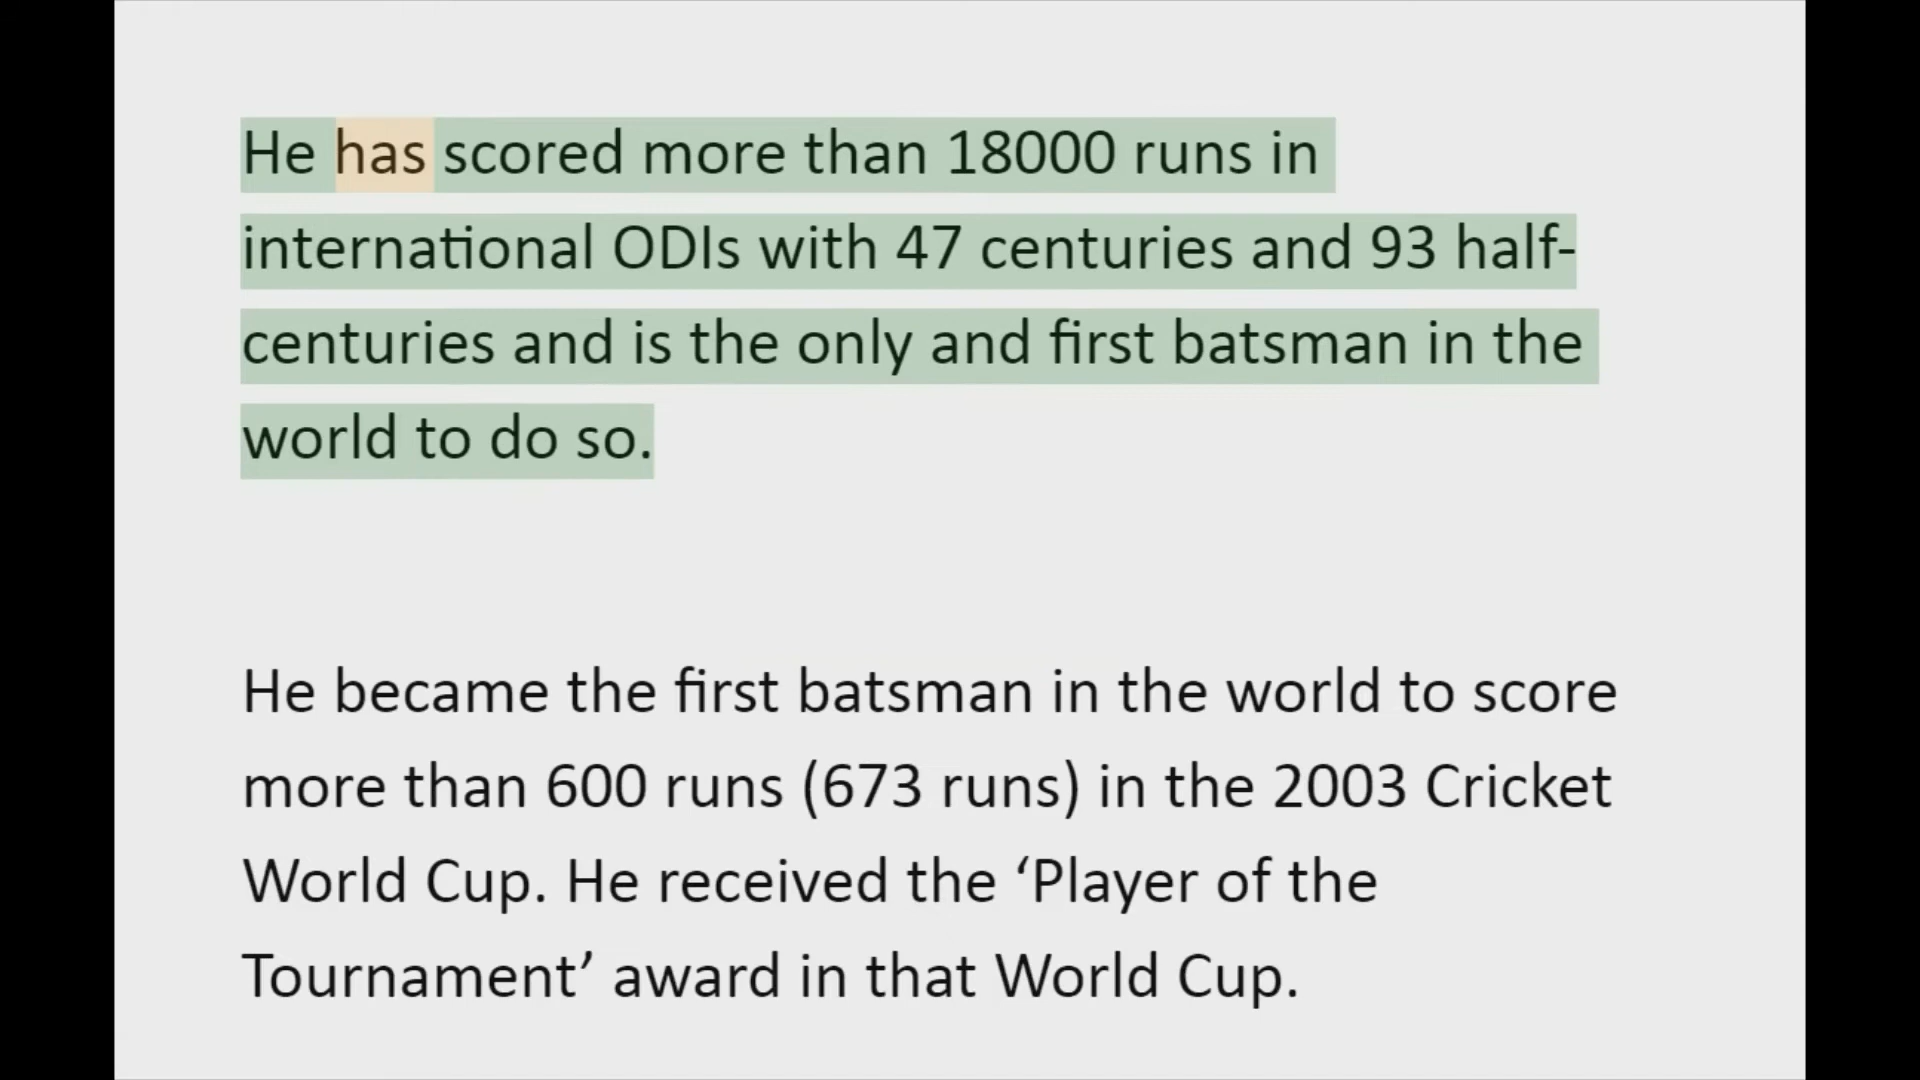 He has scored more than 18000 runs in
international ODIs with 47 centuries and 93 half-
centuries and is the only and first batsman in the
world to do so.
He became the first batsman in the world to score
more than 600 runs (673 runs) in the 2003 Cricket
World Cup. He received the ‘Player of the
Tournament’ award in that World Cup.